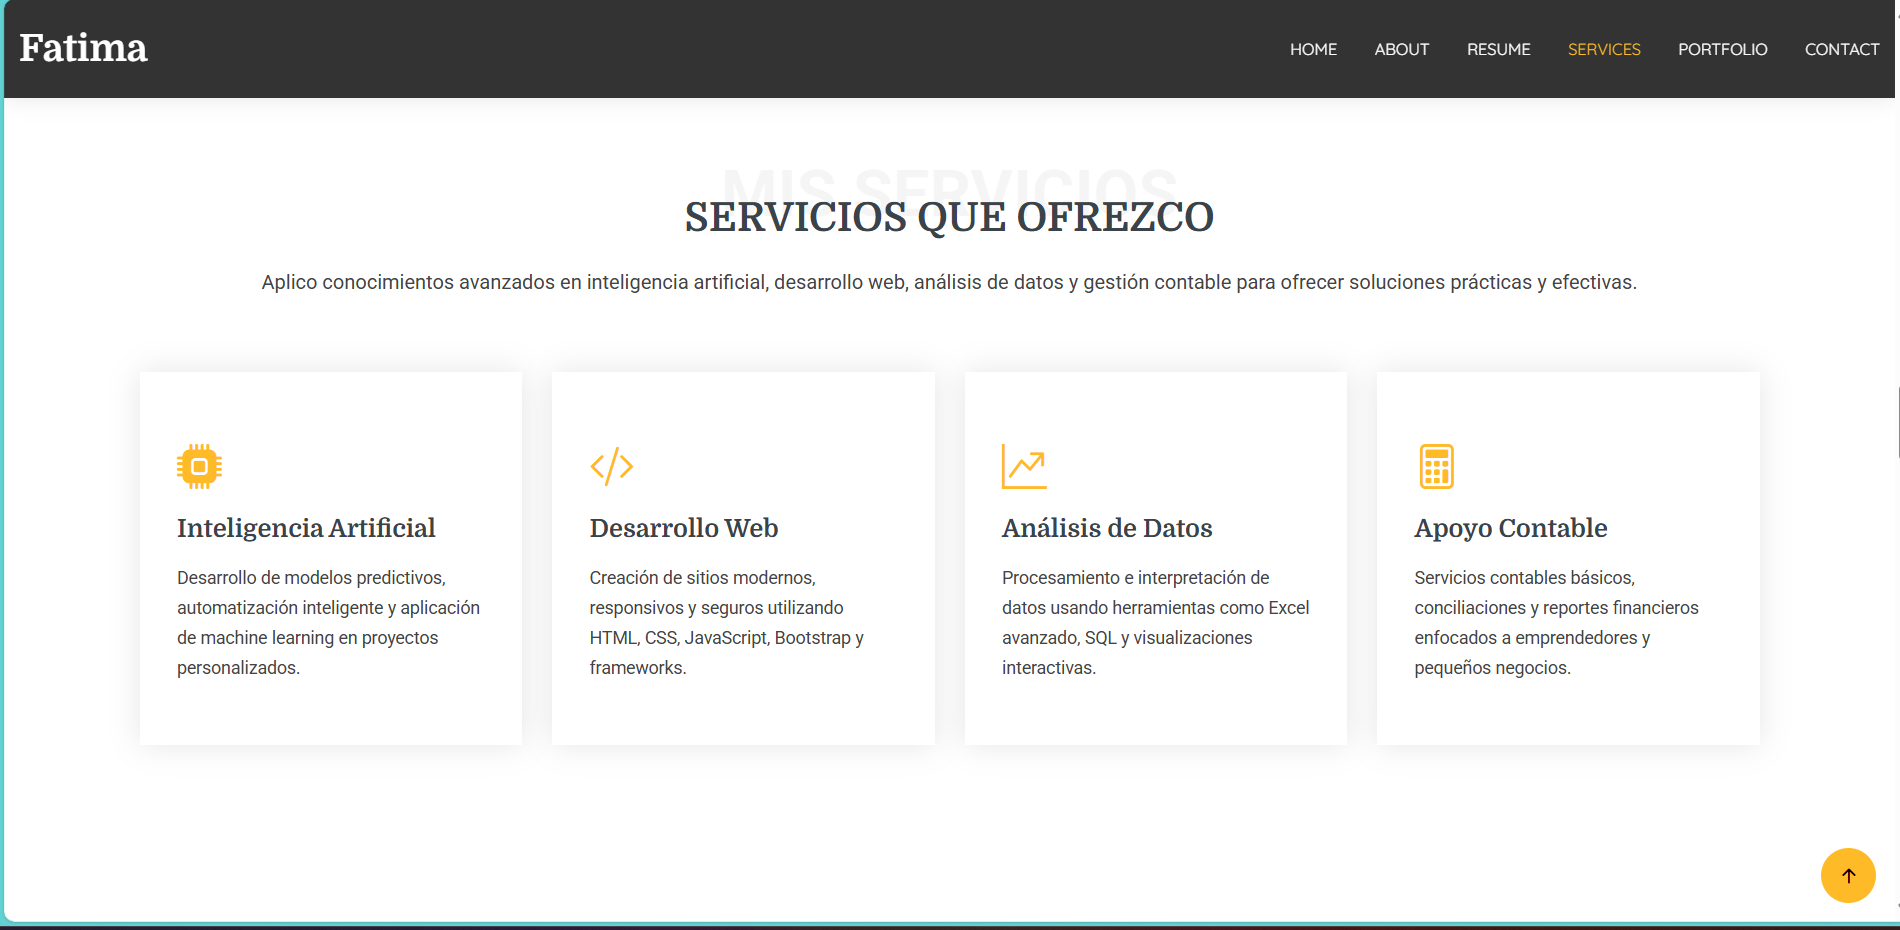 Fatima
HOME ABOUT RESUME SERVICES PORTFOLIO CONTACT
MIS SERVICIOS
SERVICIOS QUE OFREZCO
Aplico conocimientos avanzados en inteligencia artificial, desarrollo web, análisis de datos y gestión contable para ofrecer soluciones prácticas y efectivas.
Inteligencia Artificial
Desarrollo de modelos predictivos,
automatización inteligente y aplicación
de machine learning en proyectos
personalizados.
Desarrollo Web
Creación de sitios modernos,
responsivos y seguros utilizando
HTML, CSS, JavaScript, Bootstrap y
frameworks.
Análisis de Datos
Procesamiento e interpretación de
datos usando herramientas como Excel
avanzado, SQL y visualizaciones
interactivas.
Apoyo Contable
Servicios contables básicos,
conciliaciones y reportes financieros
enfocados a emprendedores y
pequeños negocios.